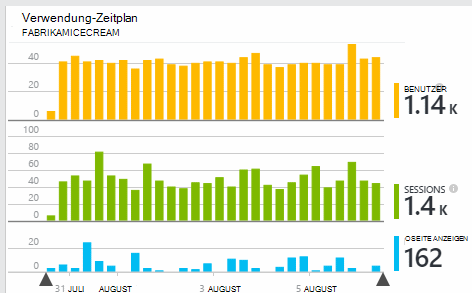 Verwendung-Zeitplan
FABRIKAMICECREAM
40
20
0
BENUTZER
1.14 K
100
80
60
40
20
0
SESSIONS
1.4 K
20
0
SEITE ANZEIGEN
162
31 JULI AUGUST 3 AUGUST 5 AUGUST